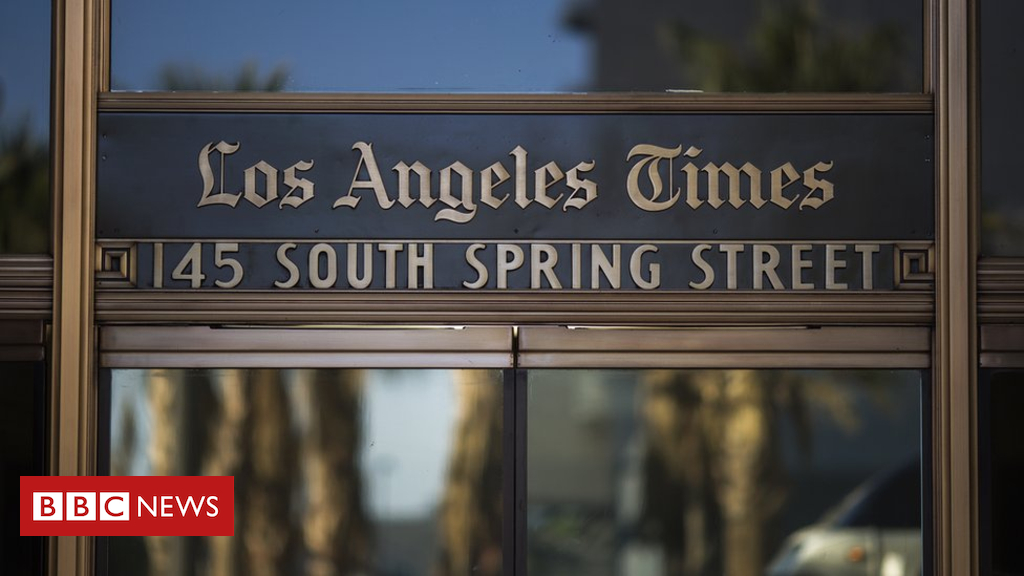 Los Angeles Times
145 SOUTH SPRING STREET
BBC NEWS